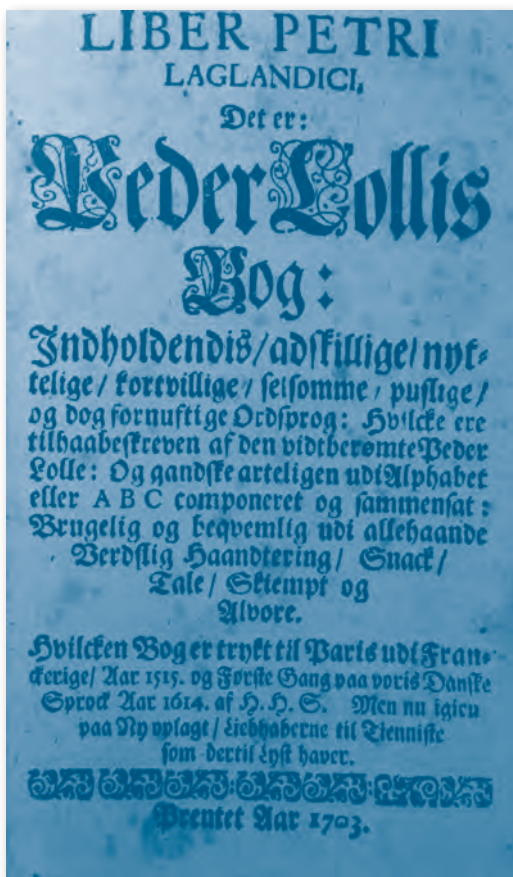 LIBER PETRI
LAGLANDICI,
Det er:
Peder Lollis
Bog:
Indholdendis/adskillige/nyt⸗
telige/ kortvillige/ selsomme/ puslige/
og dog fornuftige Ordsprog: Hvilcke ere
tilhaabeskreven af den vidtberømte Peder
Lolle: Og gandske arteligen udi Alphabet
eller A B C componeret og sammensat:
Brugelig og beqvemlig udi allehaande
Verdslig Haandtering/ Snack/
Tale/ Skiempt og
Alvore.
Hvilcken Bog er trykt til Paris udi Fran⸗
ckerige/ Aar 1515. og Første Gang paa voris Danske
Sprock Aar 1614. af H. H. S. Men nu igien
paa Ny oplagt/ Liebhaberne til Tienniste
som dertil Lyst haver.
Prentet Aar 1703.